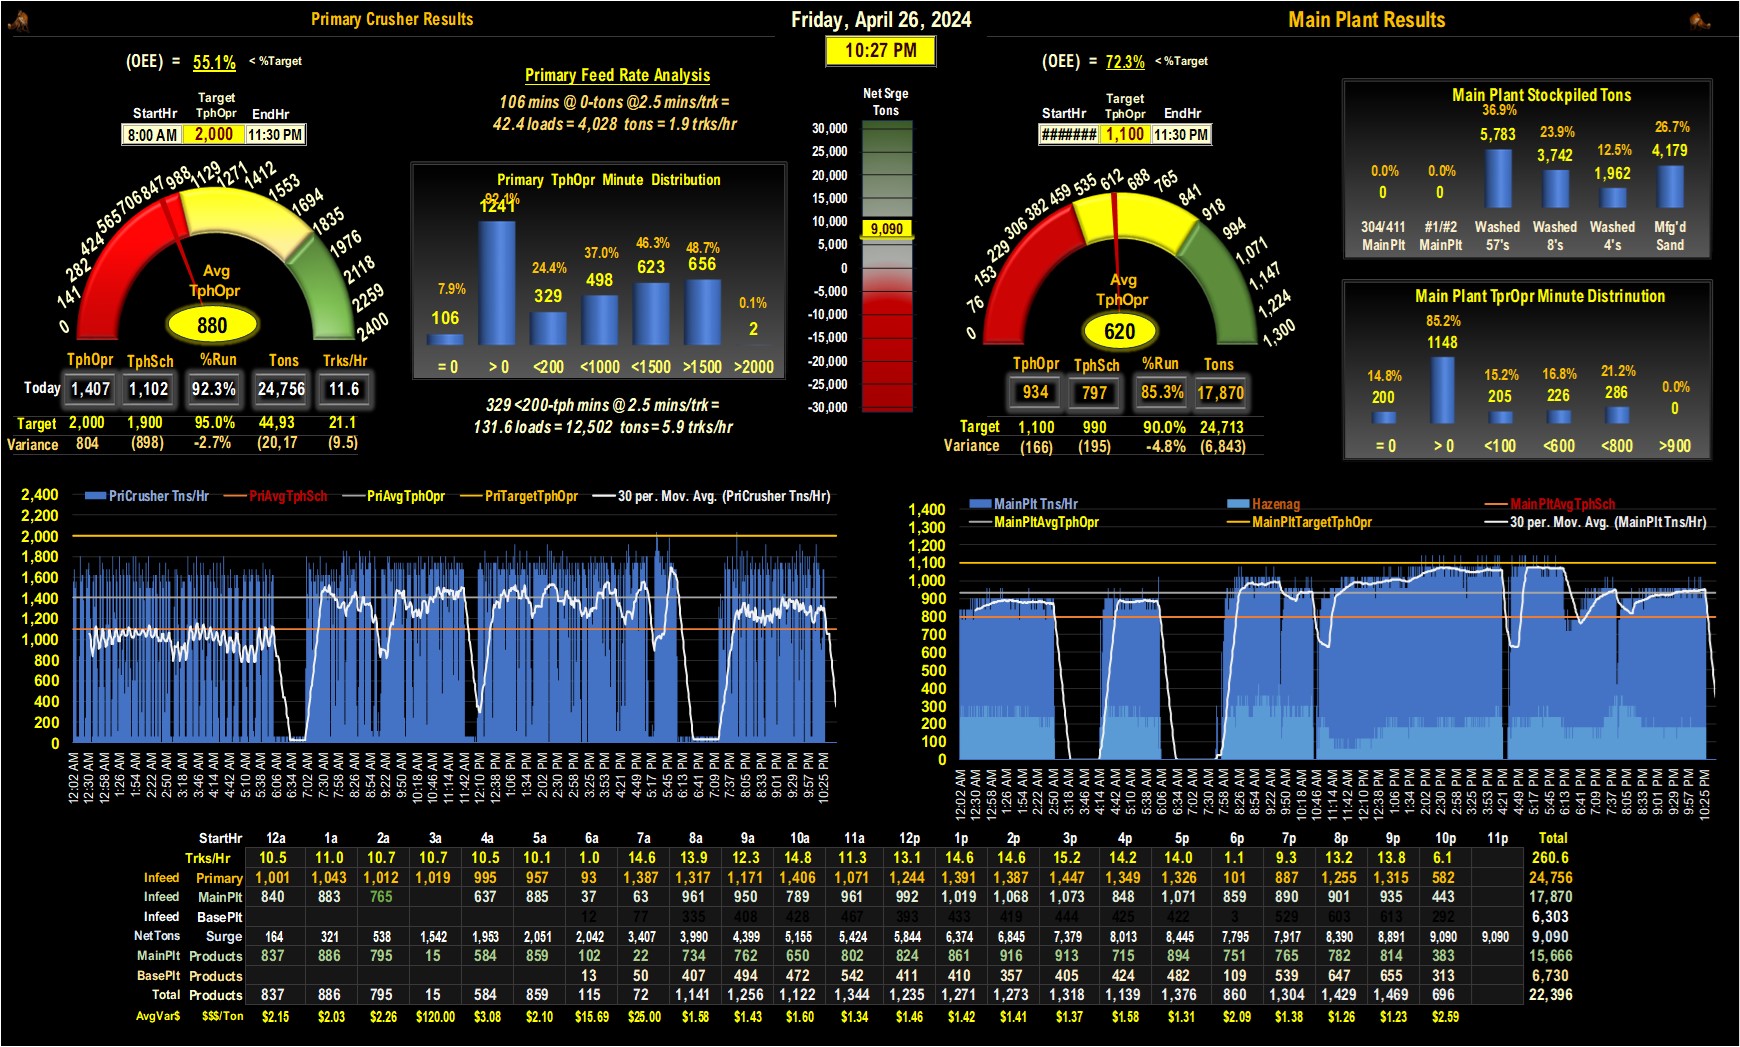 Primary Crusher Results
Friday, April 26, 2024
Main Plant Results
10:27 PM
(OEE) = 55.1% < %Target
StartHr Target TphOpr EndHr
8:00 AM 2,000 11:30 PM
0 141 282 424 565 706 847 988 1129 1271 1412 1553 1694 1835 1976 2118 2259 2400
Avg
TphOpr
880
TphOpr TphSch %Run Tons Trks/Hr
Today 1,407 1,102 92.3% 24,756 11.6
Target 2,000 1,900 95.0% 44,93 21.1
Variance 804 (898) -2.7% (20,17 (9.5)
Primary Feed Rate Analysis
106 mins @ 0-tons @2.5 mins/trk =
42.4 loads = 4,028 tons = 1.9 trks/hr
Primary TphOpr Minute Distribution
7.9% 92.1% 24.4% 37.0% 46.3% 48.7% 0.1%
106 1241 329 498 623 656 2
= 0 > 0 <200 <1000 <1500 >1500 >2000
329 <200-tph mins @ 2.5 mins/trk =
131.6 loads = 12,502 tons = 5.9 trks/hr
Net Srge
Tons
30,000
25,000
20,000
15,000
10,000
9,090
5,000
0
-5,000
-10,000
-15,000
-20,000
-25,000
-30,000
(OEE) = 72.3% < %Target
StartHr Target TphOpr EndHr
####### 1,100 11:30 PM
0 76 153 229 306 382 459 535 612 688 765 841 918 994 1,071 1,147 1,224 1,300
Avg
TphOpr
620
TphOpr TphSch %Run Tons
934 797 85.3% 17,870
Target 1,100 990 90.0% 24,713
Variance (166) (195) -4.8% (6,843)
Main Plant Stockpiled Tons
0.0% 0.0% 36.9% 23.9% 12.5% 26.7%
0 0 5,783 3,742 1,962 4,179
304/411 #1/#2 Washed Washed Washed Mfg'd
MainPlt MainPlt 57's 8's 4's Sand
Main Plant TprOpr Minute Distrinution
14.8% 85.2% 15.2% 16.8% 21.2% 0.0%
200 1148 205 226 286 0
= 0 > 0 <100 <600 <800 >900
PriCrusher Tns/Hr PriAvgTphSch PriAvgTphOpr PriTargetTphOpr 30 per. Mov. Avg. (PriCrusher Tns/Hr)
2,400
2,200
2,000
1,800
1,600
1,400
1,200
1,000
800
600
400
200
0
12:02 AM 12:30 AM 12:58 AM 1:26 AM 1:54 AM 2:22 AM 2:50 AM 3:18 AM 3:46 AM 4:14 AM 4:42 AM 5:10 AM 5:38 AM 6:06 AM 6:34 AM 7:02 AM 7:30 AM 7:58 AM 8:26 AM 8:54 AM 9:22 AM 9:50 AM 10:18 AM 10:46 AM 11:14 AM 11:42 AM 12:10 PM 12:38 PM 1:06 PM 1:34 PM 2:02 PM 2:30 PM 2:58 PM 3:25 PM 3:53 PM 4:21 PM 4:49 PM 5:17 PM 5:45 PM 6:13 PM 6:41 PM 7:09 PM 7:37 PM 8:05 PM 8:33 PM 9:01 PM 9:29 PM 9:57 PM 10:25 PM
MainPlt Tns/Hr Hazenag MainPltAvgTphSch
MainPltAvgTphOpr MainPltTargetTphOpr 30 per. Mov. Avg. (MainPlt Tns/Hr)
1,400
1,300
1,200
1,100
1,000
900
800
700
600
500
400
300
200
100
0
12:02 AM 12:30 AM 12:58 AM 1:26 AM 1:54 AM 2:22 AM 2:50 AM 3:18 AM 3:46 AM 4:14 AM 4:42 AM 5:10 AM 5:38 AM 6:06 AM 6:34 AM 7:02 AM 7:30 AM 7:58 AM 8:26 AM 8:54 AM 9:22 AM 9:50 AM 10:18 AM 10:46 AM 11:14 AM 11:42 AM 12:10 PM 12:38 PM 1:06 PM 1:34 PM 2:02 PM 2:30 PM 2:58 PM 3:25 PM 3:53 PM 4:21 PM 4:49 PM 5:17 PM 5:45 PM 6:13 PM 6:41 PM 7:09 PM 7:37 PM 8:05 PM 8:33 PM 9:01 PM 9:29 PM 9:57 PM 10:25 PM
StartHr 12a 1a 2a 3a 4a 5a 6a 7a 8a 9a 10a 11a 12p 1p 2p 3p 4p 5p 6p 7p 8p 9p 10p 11p Total
Trks/Hr 10.5 11.0 10.7 10.7 10.5 10.1 1.0 14.6 13.9 12.3 14.8 11.3 13.1 14.6 14.6 15.2 14.2 14.0 1.1 9.3 13.2 13.8 6.1 260.6
Infeed Primary 1,001 1,043 1,012 1,019 995 957 93 1,387 1,317 1,171 1,406 1,071 1,244 1,391 1,387 1,447 1,349 1,326 101 887 1,255 1,315 582 24,756
Infeed MainPlt 840 883 765 637 885 37 63 961 950 789 961 992 1,019 1,068 1,073 848 1,071 859 890 901 935 443 17,870
Infeed BasePlt 12 77 335 408 428 467 393 433 419 444 425 422 3 529 603 613 292 6,303
NetTons Surge 164 321 538 1,542 1,953 2,051 2,042 3,407 3,990 4,399 5,155 5,424 5,844 6,374 6,845 7,379 8,013 8,445 7,795 7,917 8,390 8,891 9,090 9,090 9,090
MainPlt Products 837 886 795 15 584 859 102 22 734 762 650 802 824 861 916 913 715 894 751 765 782 814 383 15,666
BasePlt Products 13 50 407 494 472 542 411 410 357 405 424 482 109 539 647 655 313 6,730
Total Products 837 886 795 15 584 859 115 72 1,141 1,256 1,122 1,344 1,235 1,271 1,273 1,318 1,139 1,376 860 1,304 1,429 1,469 696 22,396
AvgVar$ $$$/Ton $2.15 $2.03 $2.26 $120.00 $3.08 $2.10 $15.69 $25.00 $1.58 $1.43 $1.60 $1.34 $1.46 $1.42 $1.41 $1.37 $1.58 $1.31 $2.09 $1.38 $1.26 $1.23 $2.59